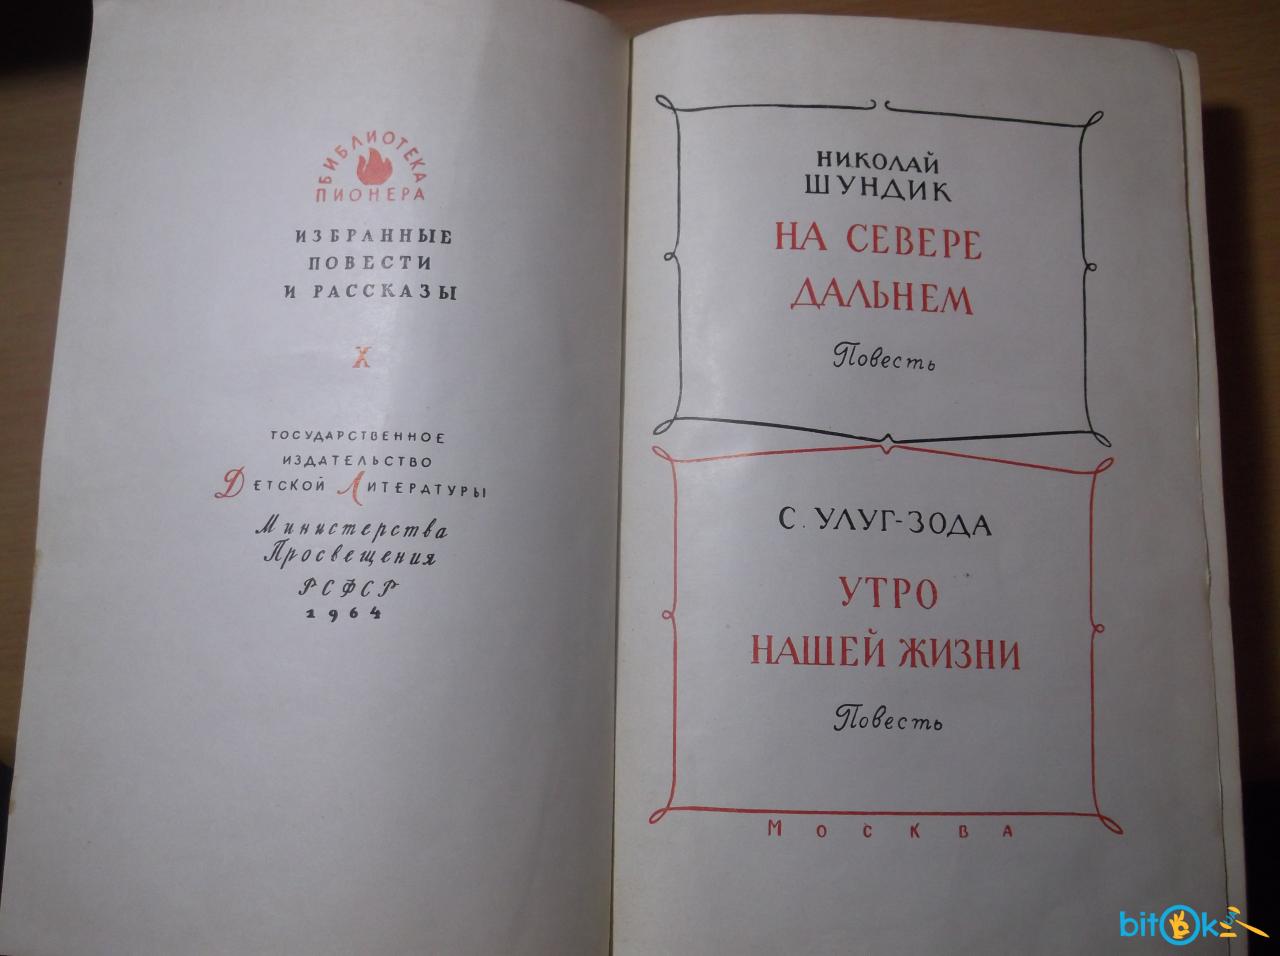 БИБЛИОТЕКА
ПИОНЕРА
ИЗБРАННЫЕ
ПОВЕСТИ
И РАССКАЗЫ
X
ГОСУДАРСТВЕННОЕ
ИЗДАТЕЛЬСТВО
ДЕТСКОЙ ЛИТЕРАТУРЫ
Министерства
Просвещения
РСФСР
1964
НИКОЛАЙ
ШУНДИК
НА СЕВЕРЕ
ДАЛЬНЕМ
Повесть
С. УЛУГ-ЗОДА
УТРО
НАШЕЙ ЖИЗНИ
Повесть
МОСКВА
bitok.ua